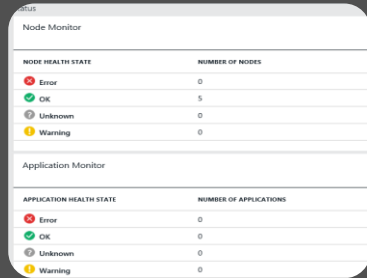 atus
Node Monitor
NODE HEALTH STATE NUMBER OF NODES
Error 0
OK 5
Unknown 0
Warning 0
Application Monitor
APPLICATION HEALTH STATE NUMBER OF APPLICATIONS
Error 0
OK 0
Unknown 0
Warning 0